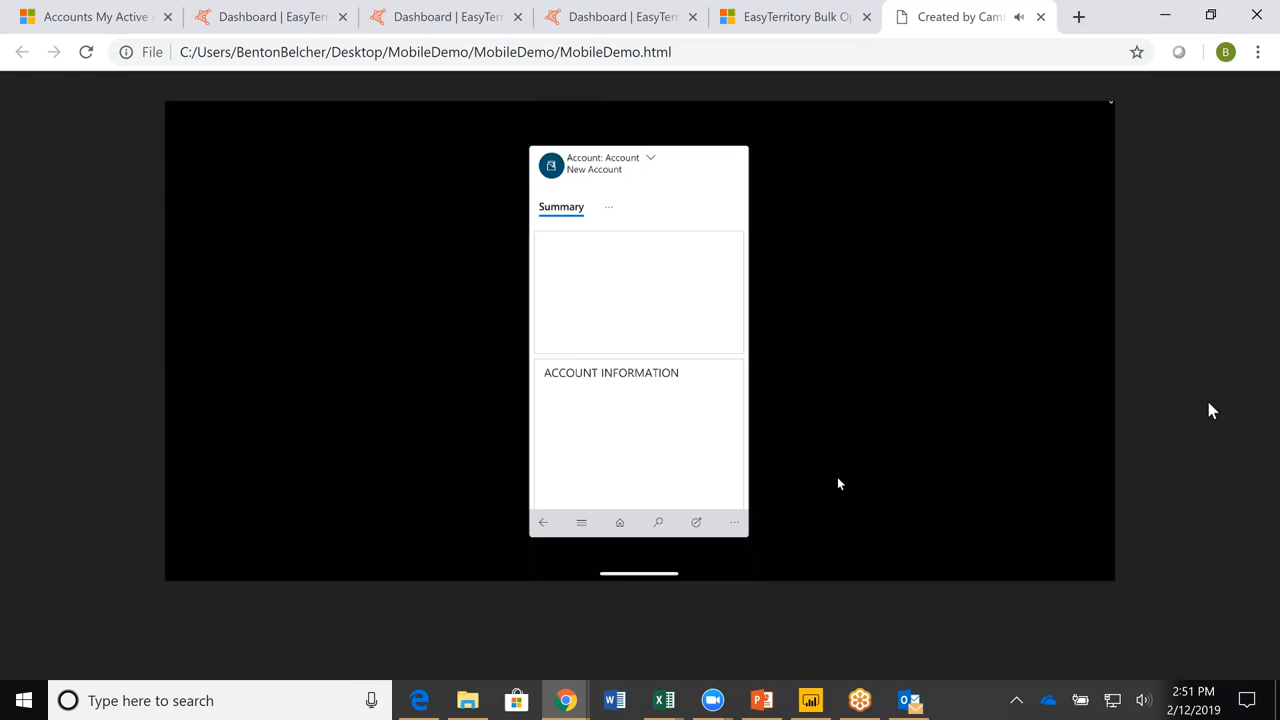 Accounts My Active
Dashboard | EasyTerr
Dashboard | EasyTerr
Dashboard | EasyTerr
EasyTerritory Bulk Op
Created by Camt
File
C:/Users/BentonBelcher/Desktop/MobileDemo/MobileDemo/MobileDemo.html
B
Account: Account
New Account
Summary
...
ACCOUNT INFORMATION
Type here to search
2:51 PM
2/12/2019